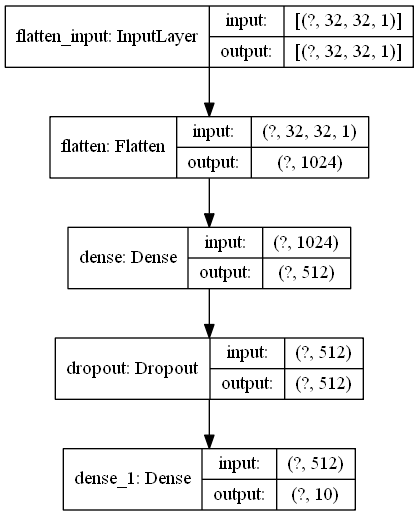 flatten_input: InputLayer
input: [(?, 32, 32, 1)]
output: [(?, 32, 32, 1)]
flatten: Flatten
input: (?, 32, 32, 1)
output: (?, 1024)
dense: Dense
input: (?, 1024)
output: (?, 512)
dropout: Dropout
input: (?, 512)
output: (?, 512)
dense_1: Dense
input: (?, 512)
output: (?, 10)